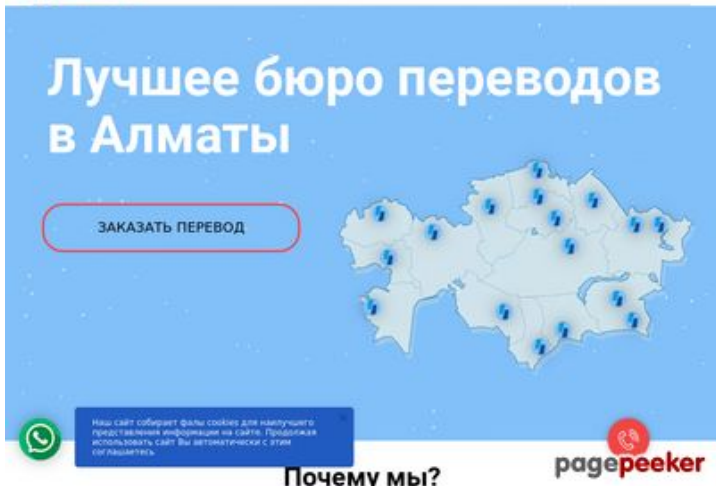 Лучшее бюро переводов
в Алматы
ЗАКАЗАТЬ ПЕРЕВОД
Наш сайт собирает фалы cookies для наилучшего
представления информации на сайте. Продолжая
использовать сайт Вы автоматически с этим
соглашаетесь
Почему мы?
pagepeeker